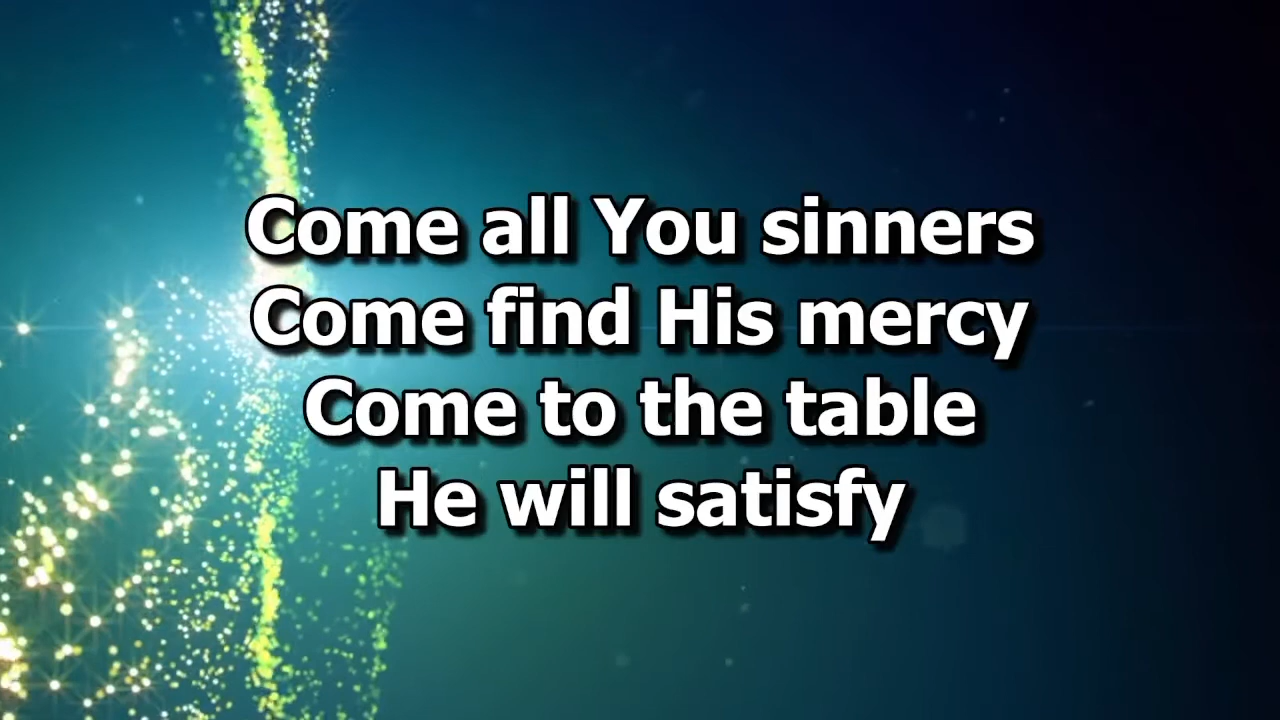 Come all You sinners
Come find His mercy
Come to the table
He will satisfy